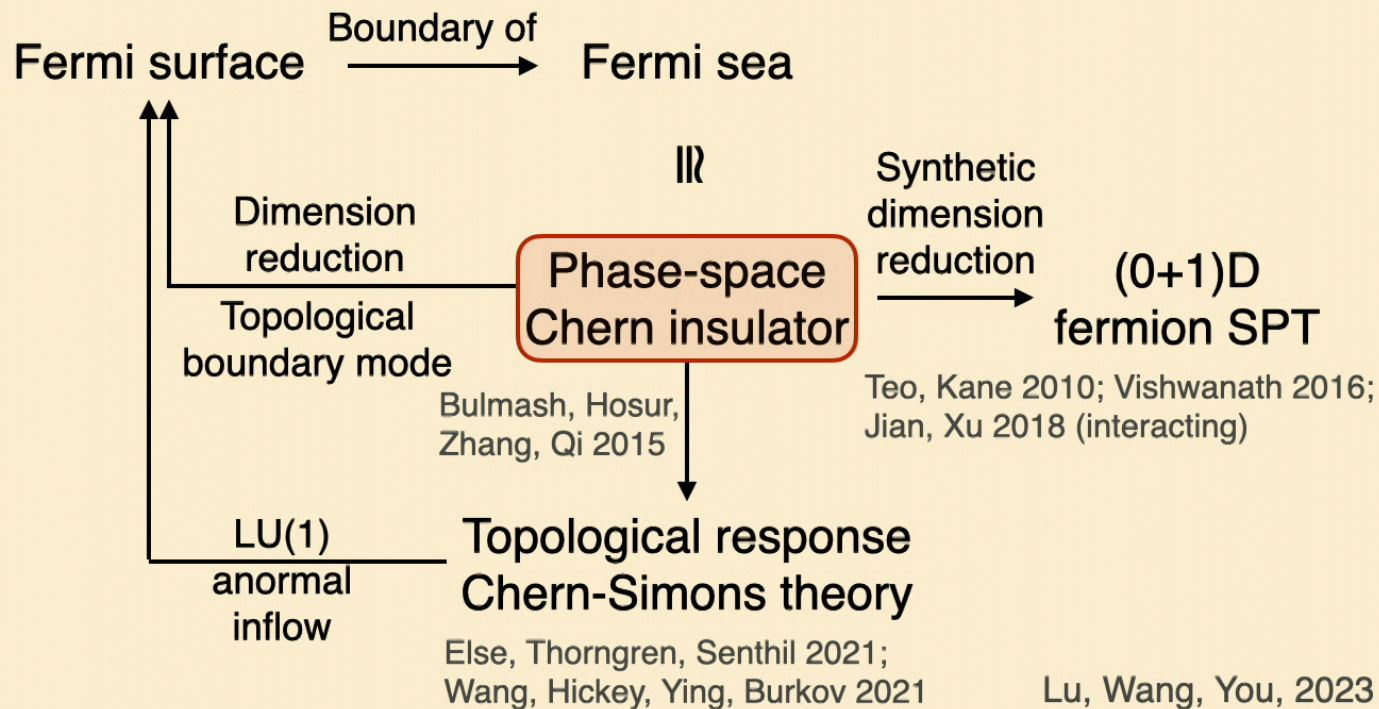 Boundary of
Fermi surface
Fermi sea
≅
Synthetic
dimension
reduction
Dimension
reduction
Topological
boundary mode
Phase-space
Chern insulator
(0+1)D
fermion SPT
Teo, Kane 2010; Vishwanath 2016;
Jian, Xu 2018 (interacting)
Bulmash, Hosur,
Zhang, Qi 2015
LU(1)
anormal
inflow
Topological response
Chern-Simons theory
Else, Thorngren, Senthil 2021;
Wang, Hickey, Ying, Burkov 2021
Lu, Wang, You, 2023